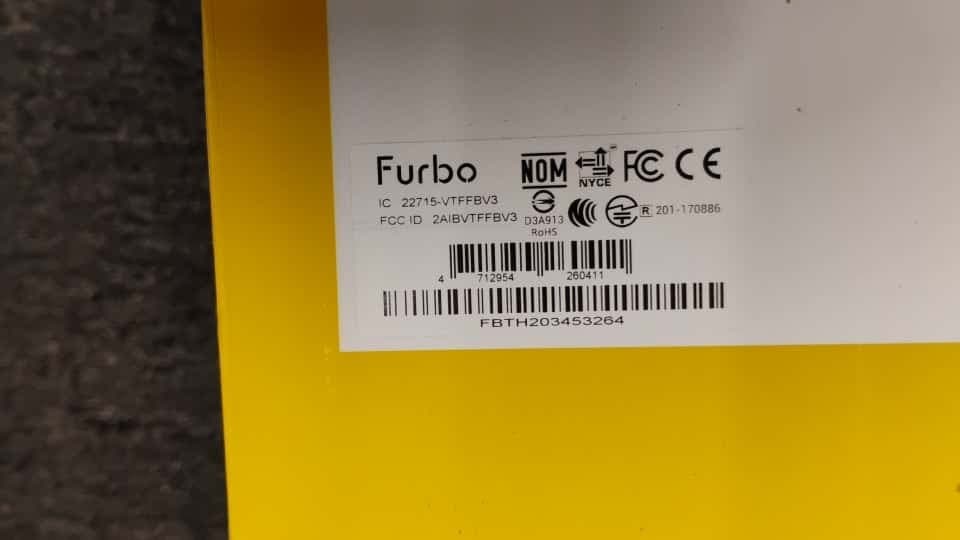 Furbo NOM NYCE FC CE
IC 22715-VTFFBV3
FCC ID 2AIBVTFFBV3 D3A913 R 201-170886
RoHS
4 712954 260411
FBTH203453264